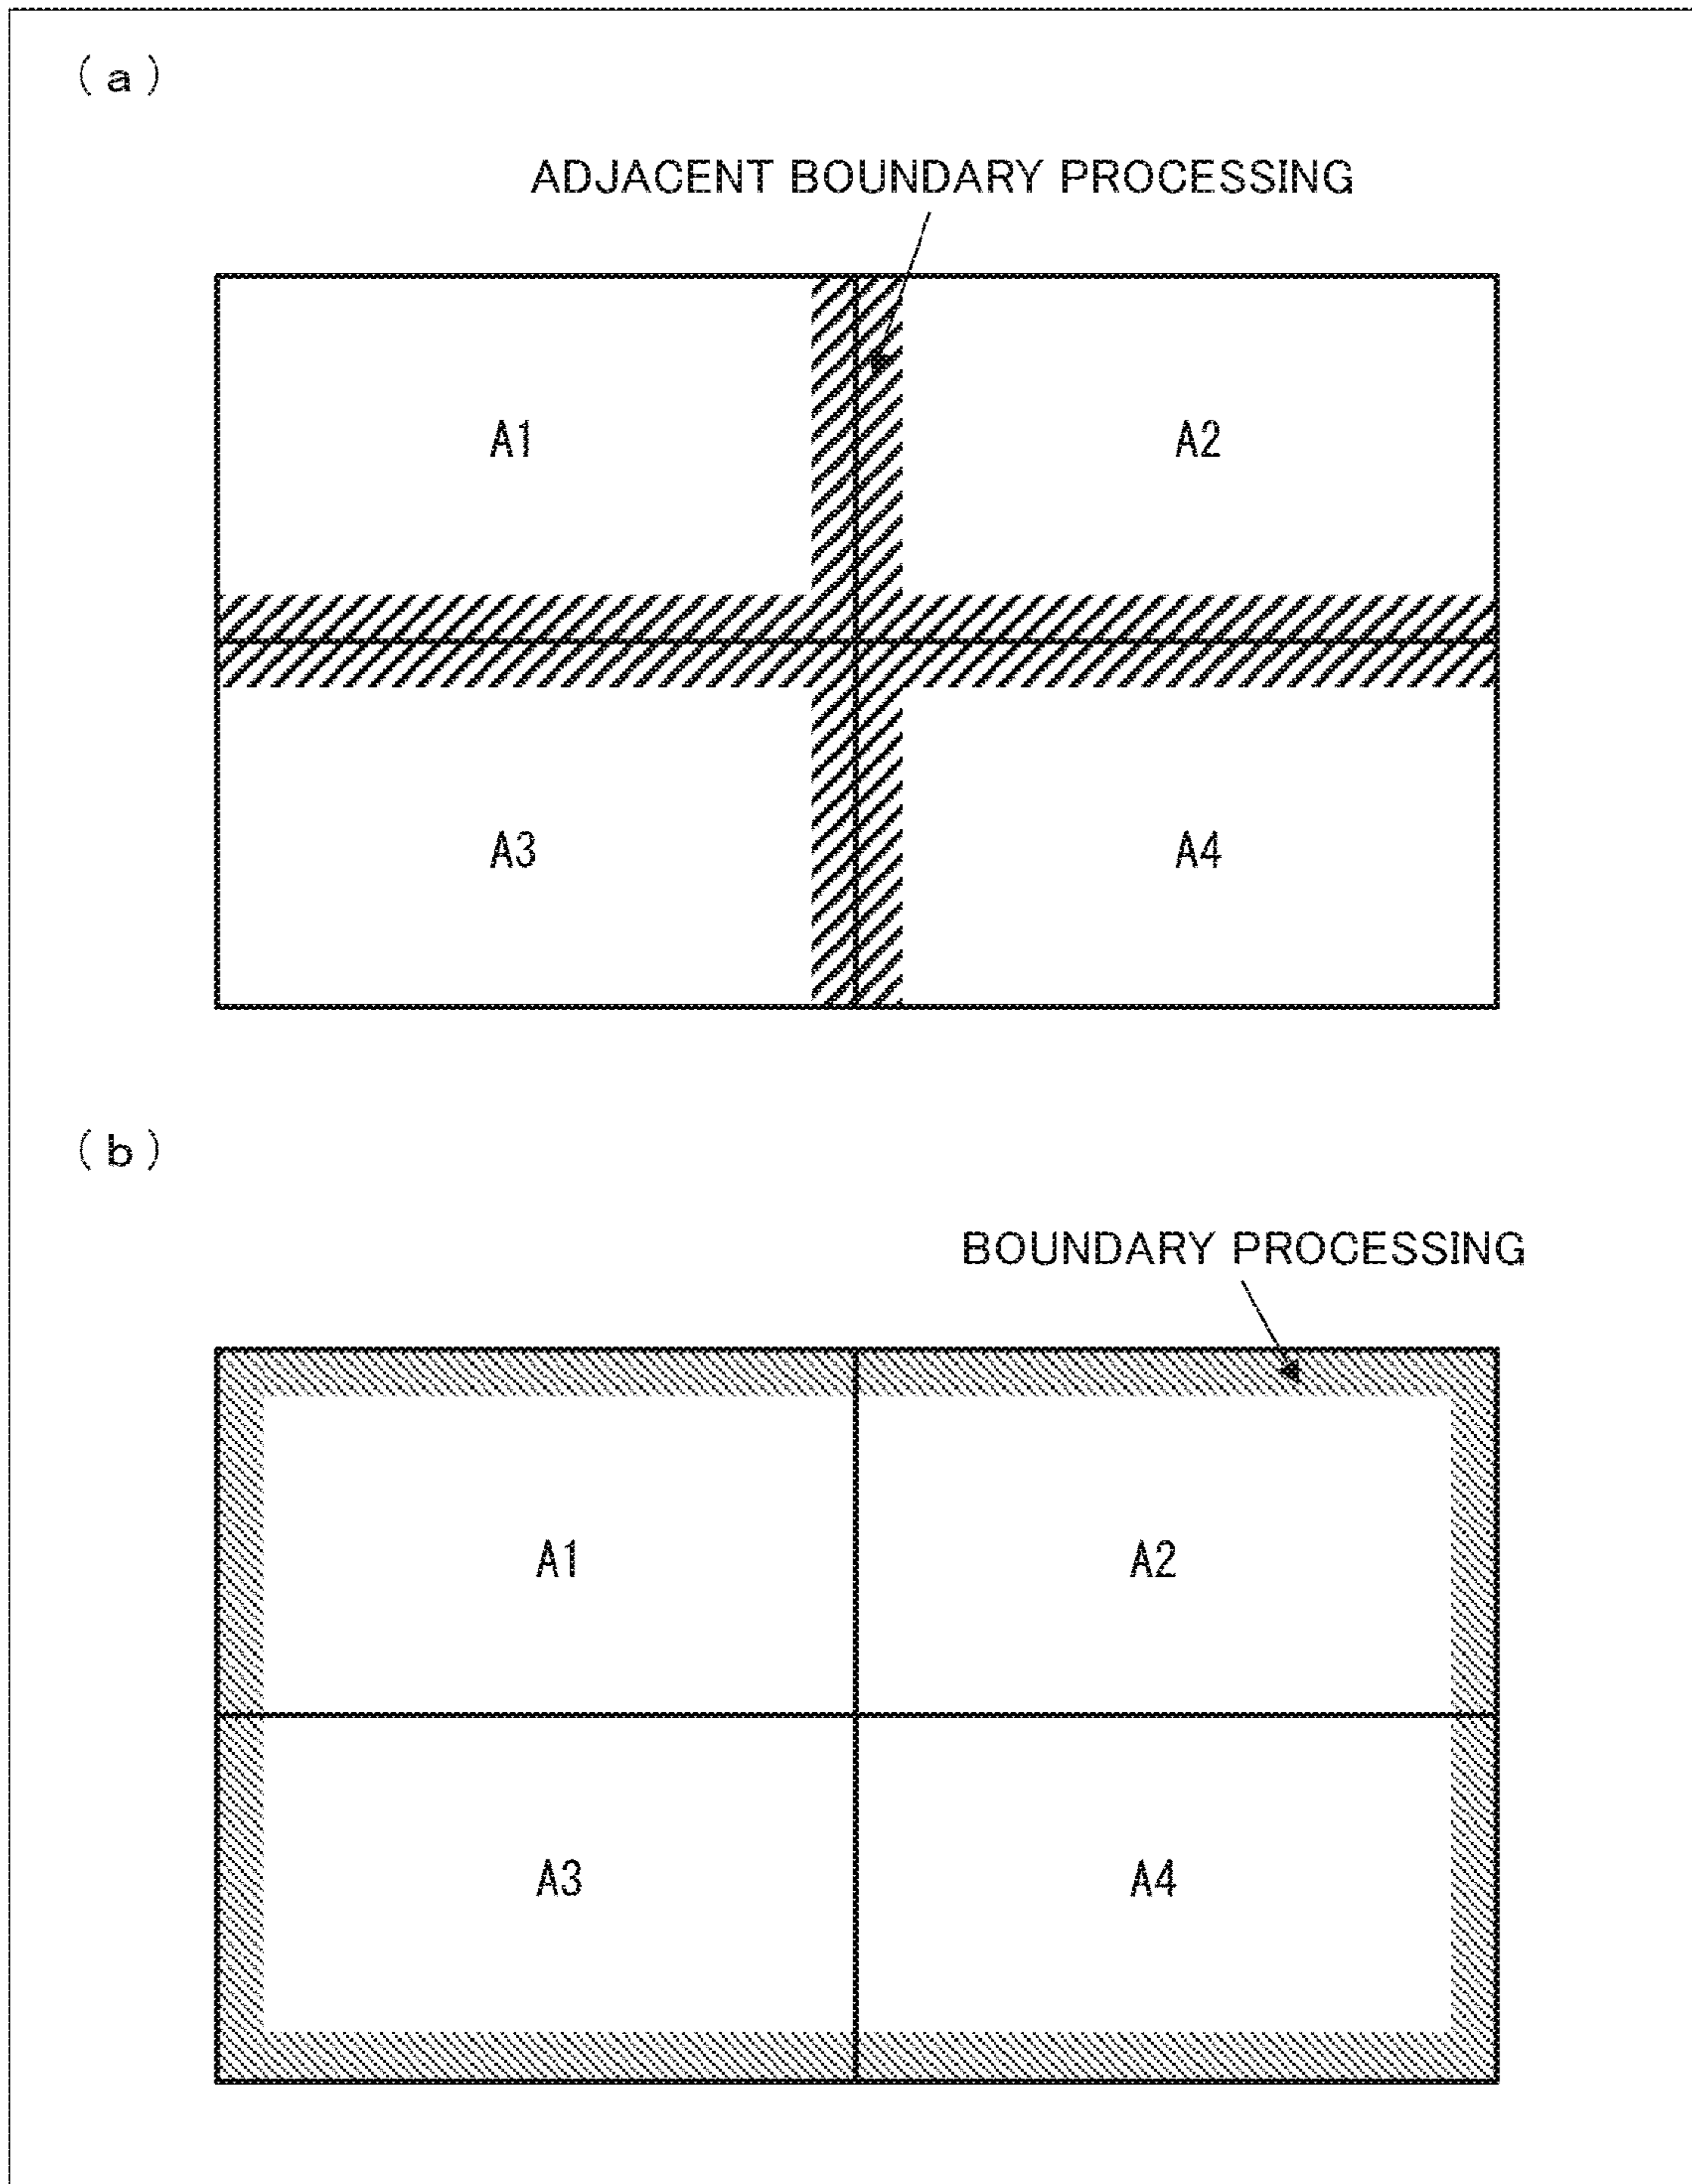 (a)
ADJACENT BOUNDARY PROCESSING
A1 A2
A3 A4
(b)
BOUNDARY PROCESSING
A1 A2
A3 A4